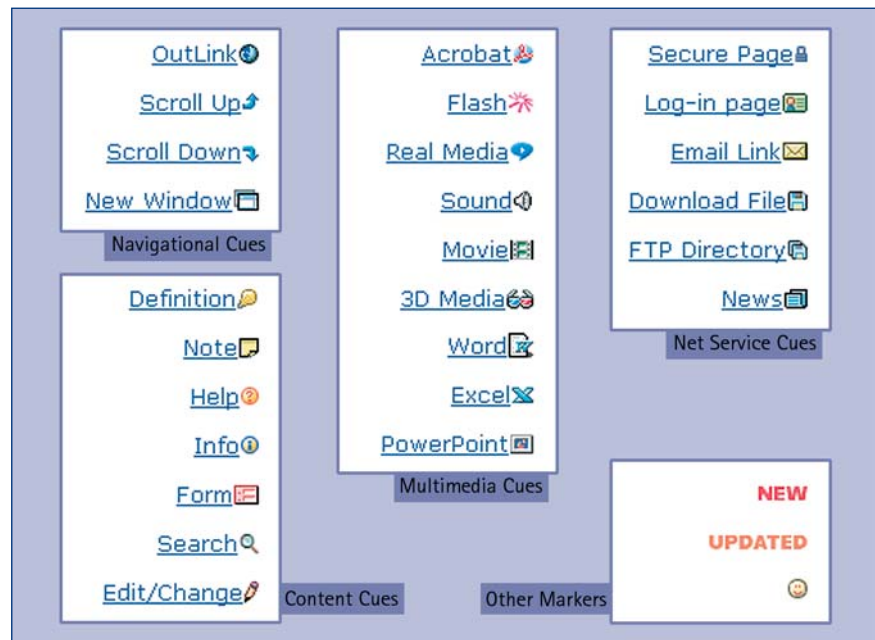 OutLink
Scroll Up
Scroll Down
New Window
Navigational Cues
Definition
Note
Help
Info
Form
Search
Edit/Change
Content Cues
Acrobat
Flash
Real Media
Sound
Movie
3D Media
Word
Excel
PowerPoint
Multimedia Cues
Secure Page
Log-in page
Email Link
Download File
FTP Directory
News
Net Service Cues
NEW
UPDATED
Other Markers